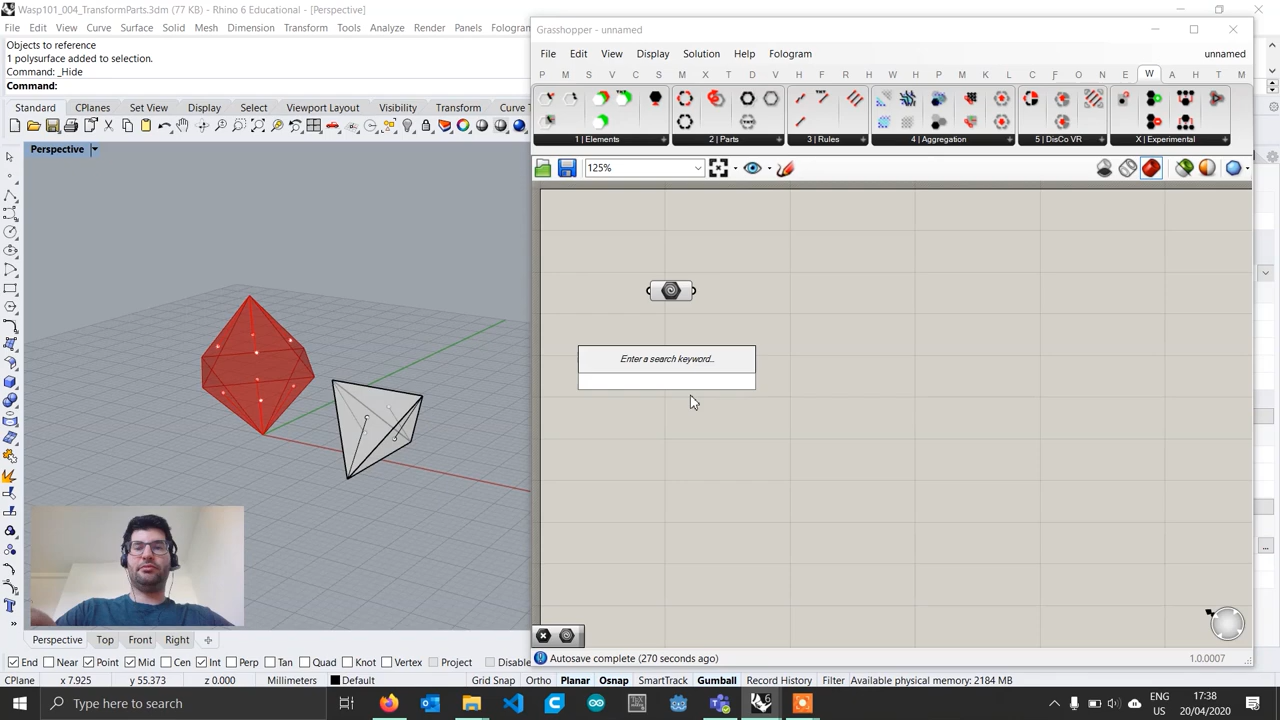 Wasp101_004_TransformParts.3dm (77 KB) - Rhino 6 Educational - [Perspective]
File Edit View Curve Surface Solid Mesh Dimension Transform Tools Analyze Render Panels Fologram
Objects to reference
1 polysurface added to selection.
Command: _Hide
Command:
Standard CPlanes Set View Display Select Viewport Layout Visibility Transform Curve T
Perspective
Grasshopper - unnamed
File Edit View Display Solution Help Fologram unnamed
P M S V C S M X T D V H F R K L C F O N E W A H T M
1 | Elements 2 | Parts 3 | Rules 4 | Aggregation 5 | DisCo VR X | Experimental
125%
Enter a search keyword...
Autosave complete (270 seconds ago) 1.0.0007
Perspective Top Front Right
End Near Point Mid Cen Int Perp Tan Quad Knot Vertex Project Disable
CPlane x 7.925 y 55.373 z 0.000 Millimeters Default Grid Snap Ortho Planar Osnap SmartTrack Gumball Record History Filter Available physical memory: 2184 MB
Type here to search
ENG
US
17:38
20/04/2020